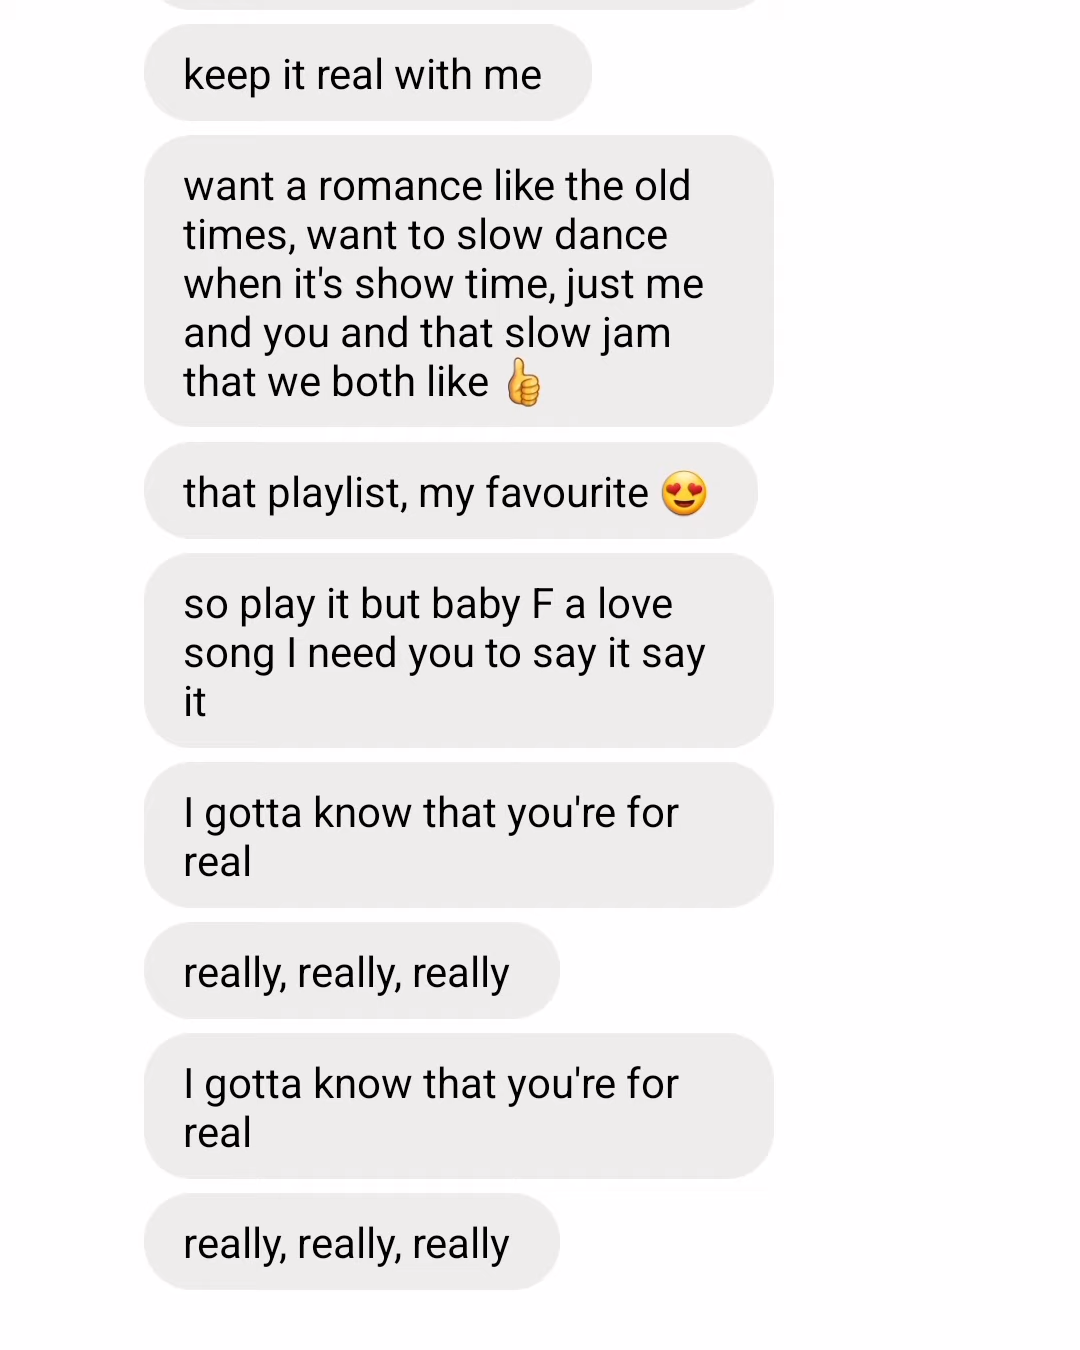 keep it real with me
want a romance like the old
times, want to slow dance
when it's show time, just me
and you and that slow jam
that we both like 👍
that playlist, my favourite 😍
so play it but baby F a love
song I need you to say it say
it
I gotta know that you're for
real
really, really, really
I gotta know that you're for
real
really, really, really